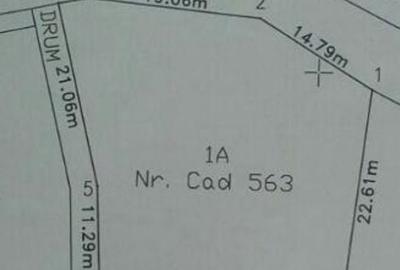 2
14.79m
1
DRUM
21.06m
1A
Nr. Cad 563
5
11.29m
22.61m